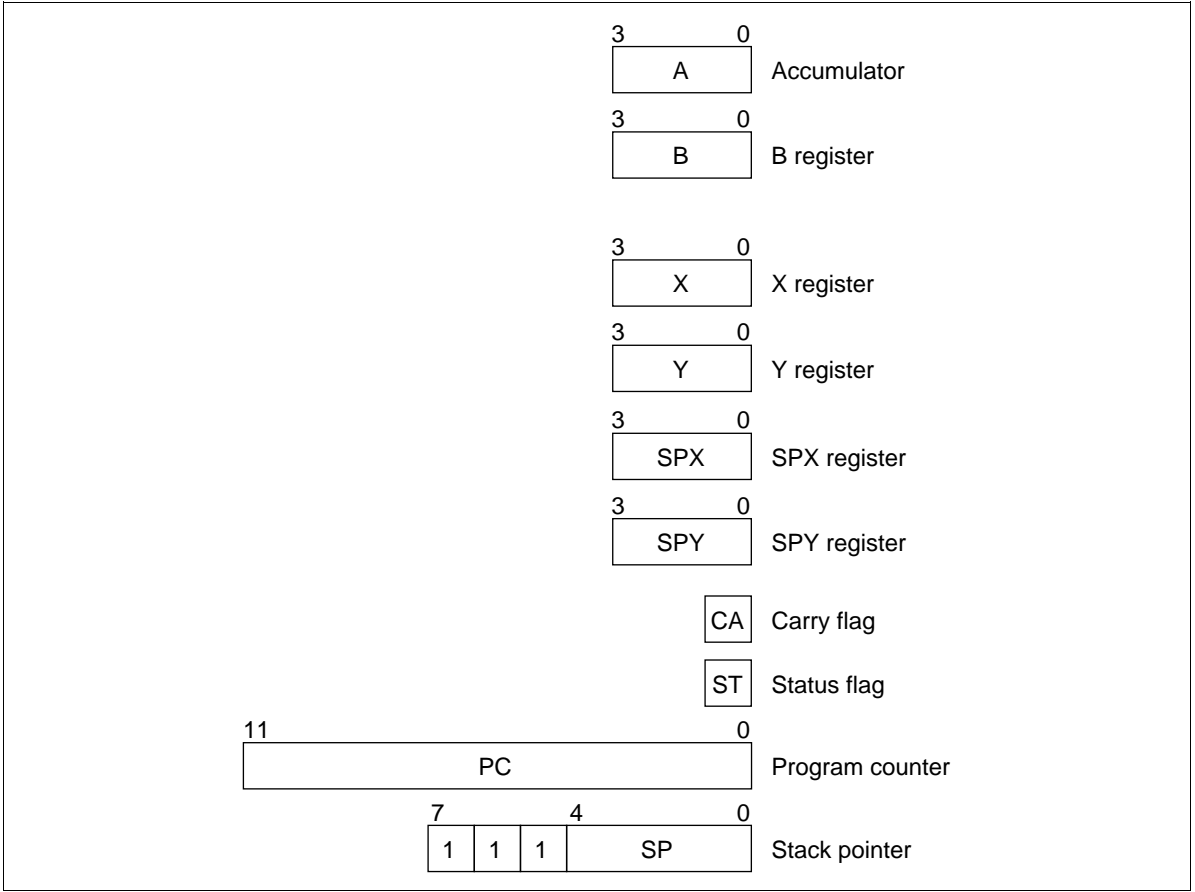 3 0
A Accumulator
3 0
B B register
3 0
X X register
3 0
Y Y register
3 0
SPX SPX register
3 0
SPY SPY register
CA Carry flag
ST Status flag
11 0
PC Program counter
7 4 0
1 1 1 SP Stack pointer